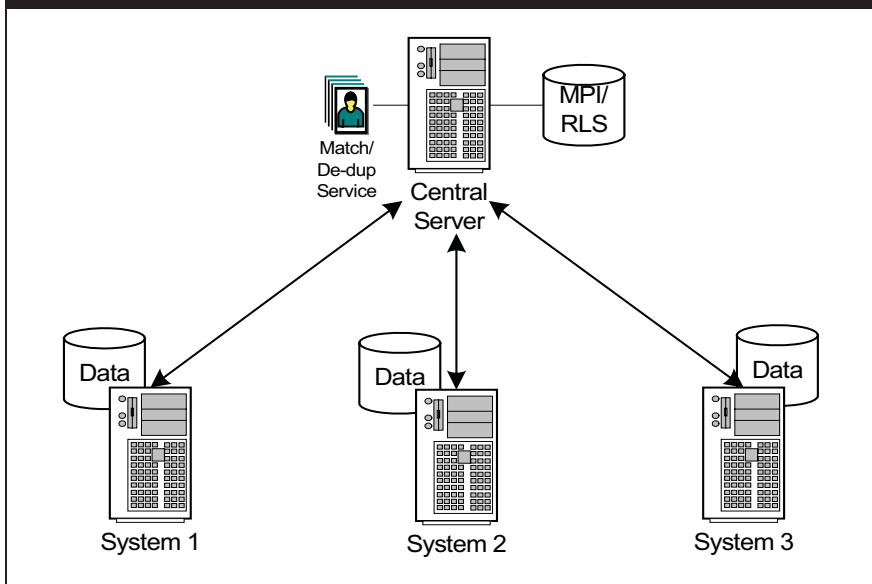 MPI/
RLS
Match/
De-dup
Service
Central
Server
Data
Data
Data
System 1
System 2
System 3